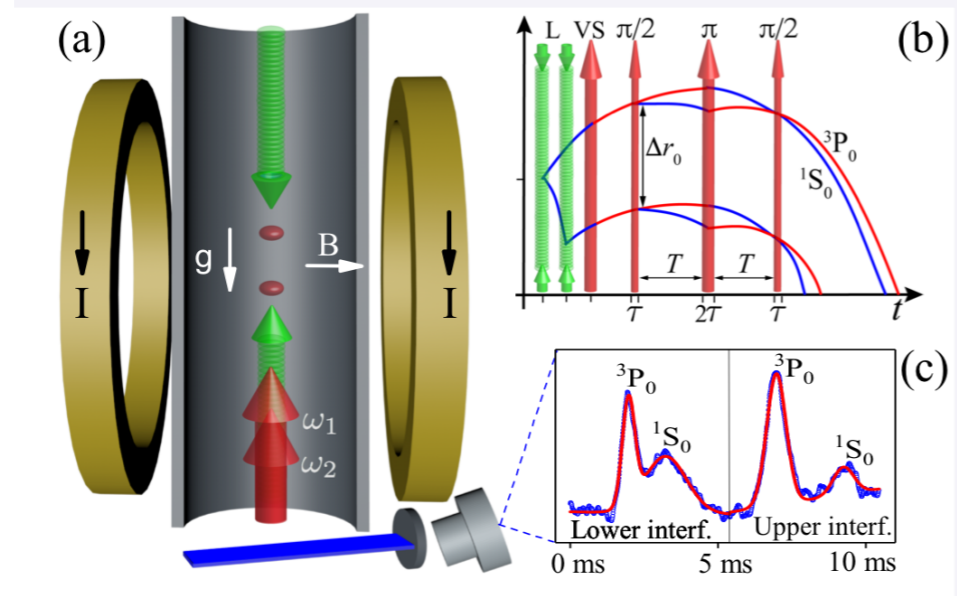 (a)
g
B
I
I
ω₁
ω₂
(b)
L VS π/2 π π/2
Δr₀
³P₀
¹S₀
T T
τ 2τ τ t
(c)
³P₀ ³P₀
¹S₀ ¹S₀
Lower interf. Upper interf.
0 ms 5 ms 10 ms